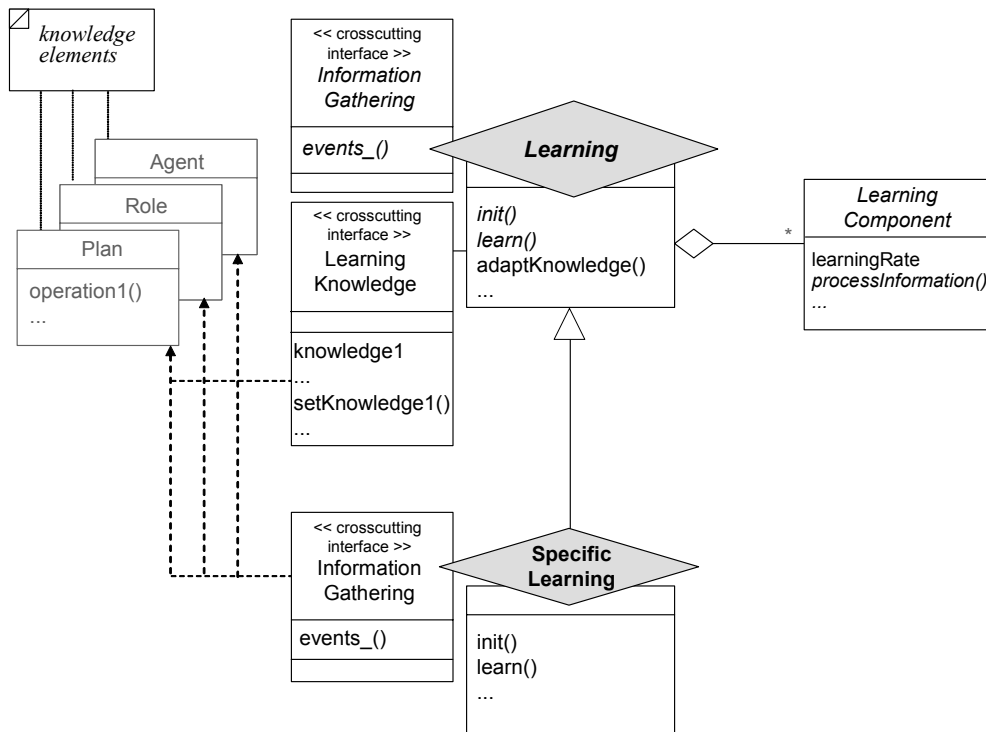 knowledge
elements
Agent
Role
Plan
operation1()
...
<< crosscutting
interface >>
Information
Gathering
events_()
<< crosscutting
interface >>
Learning
Knowledge
knowledge1
...
setKnowledge1()
...
Learning
init()
learn()
adaptKnowledge()
...
*
Learning
Component
learningRate
processInformation()
...
<< crosscutting
interface >>
Information
Gathering
events_()
Specific
Learning
init()
learn()
...